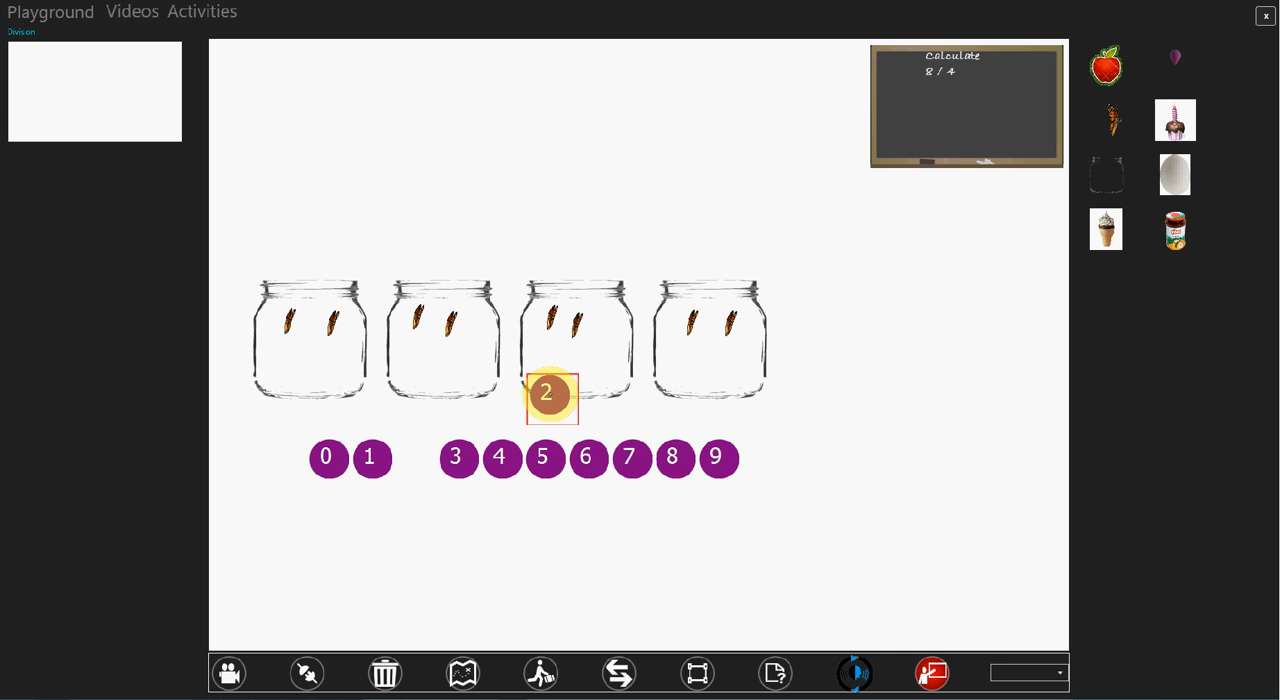 Playground Videos Activities
x
Division
Calculate
8 / 4
2
0 1 3 4 5 6 7 8 9